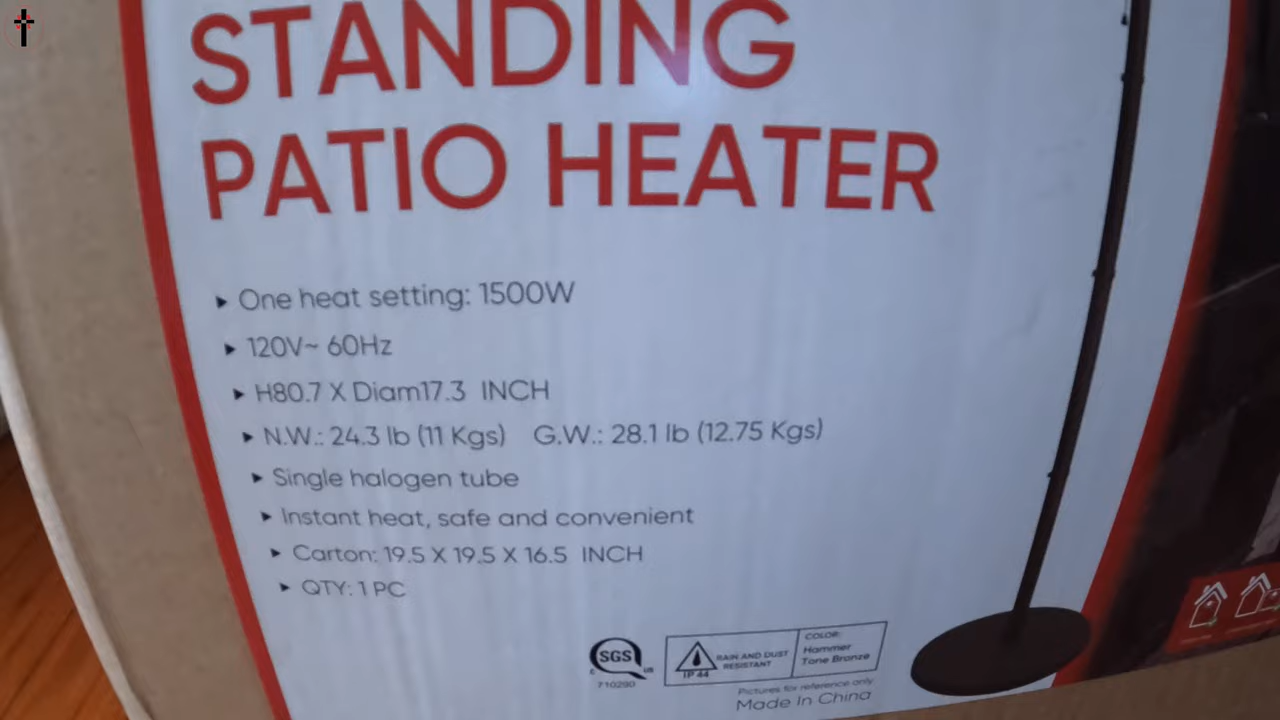 STANDING
PATIO HEATER
▸ One heat setting: 1500W
▸ 120V~ 60Hz
▸ H80.7 X Diam17.3 INCH
▸ N.W.: 24.3 lb (11 Kgs) G.W.: 28.1 lb (12.75 Kgs)
▸ Single halogen tube
▸ Instant heat, safe and convenient
▸ Carton: 19.5 X 19.5 X 16.5 INCH
▸ QTY: 1 PC
SGS
C US
710290
IP 44
RAIN AND DUST
RESISTANT
COLOR:
Hammer
Tone Bronze
Pictures for reference only
Made In China